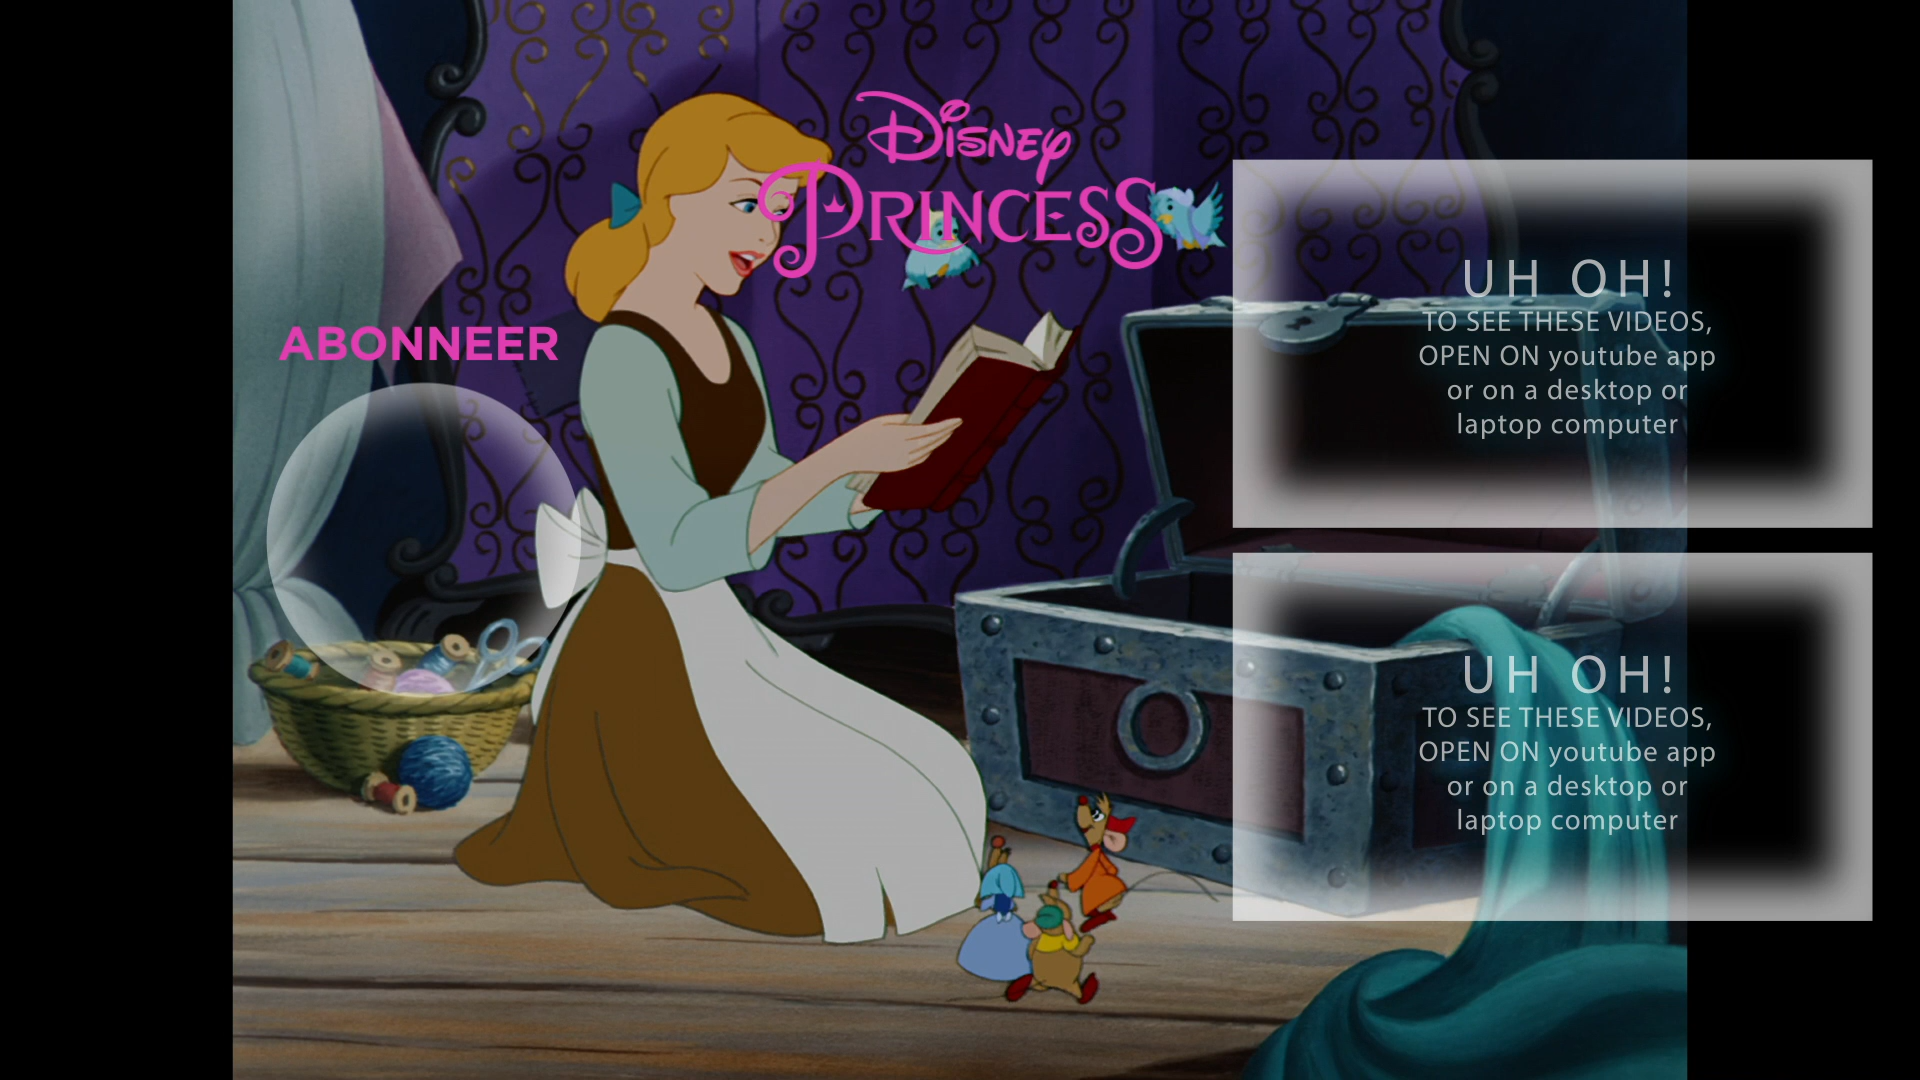 Disney
PRINCESS
ABONNEER
UH OH!
TO SEE THESE VIDEOS,
OPEN ON youtube app
or on a desktop or
laptop computer
UH OH!
TO SEE THESE VIDEOS,
OPEN ON youtube app
or on a desktop or
laptop computer